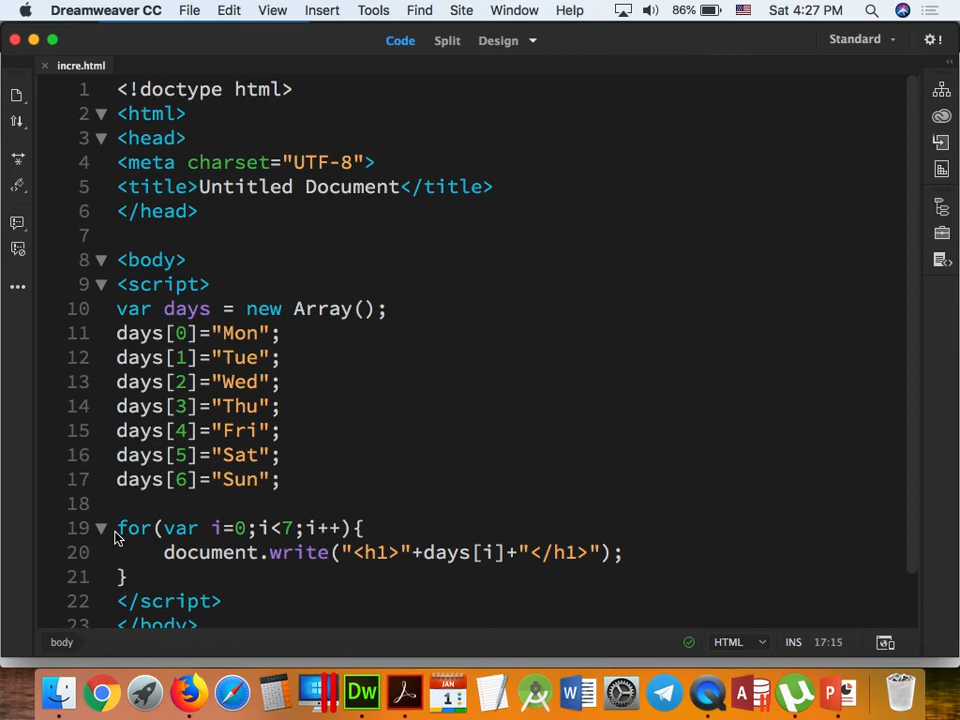 Dreamweaver CC File Edit View Insert Tools Find Site Window Help 86% Sat 4:27 PM
Code Split Design Standard
incre.html
1 <!doctype html>
2 <html>
3 <head>
4 <meta charset="UTF-8">
5 <title>Untitled Document</title>
6 </head>
7
8 <body>
9 <script>
10 var days = new Array();
11 days[0]="Mon";
12 days[1]="Tue";
13 days[2]="Wed";
14 days[3]="Thu";
15 days[4]="Fri";
16 days[5]="Sat";
17 days[6]="Sun";
18
19 for(var i=0;i<7;i++){
20 document.write("<h1>"+days[i]+"</h1>");
21 }
22 </script>
23 </body>
body HTML INS 17:15
Dw JAN 1 W A P